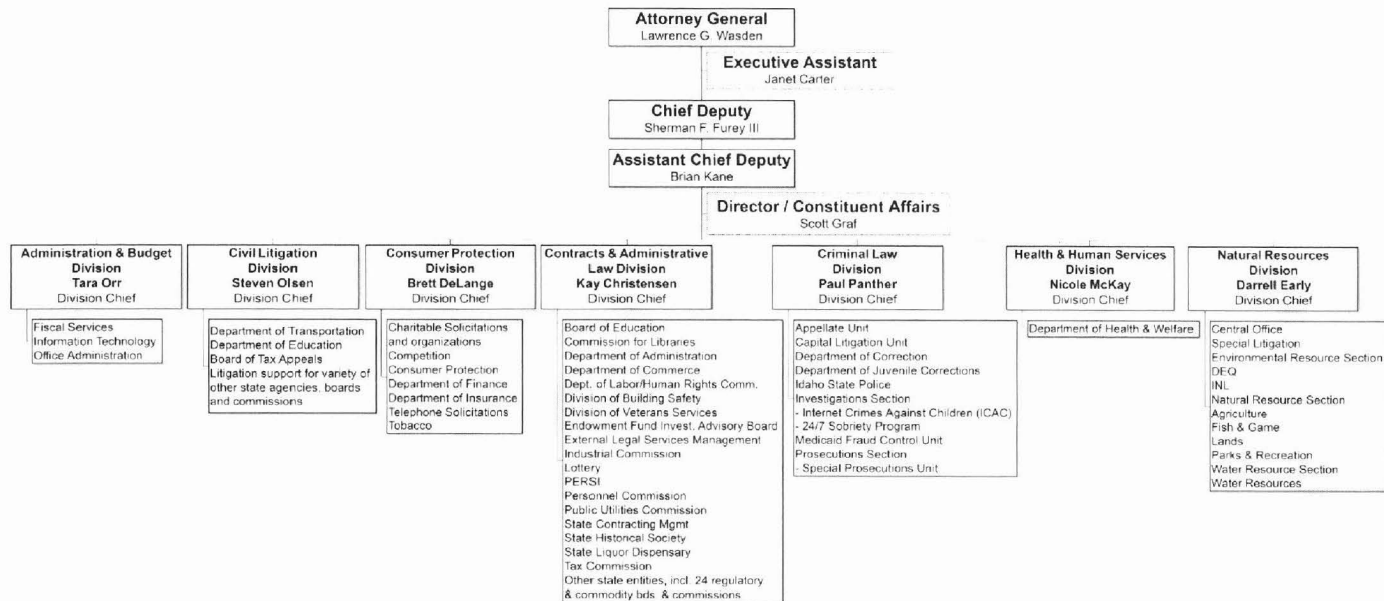 Attorney General
Lawrence G. Wasden
Executive Assistant
Janet Carter
Chief Deputy
Sherman F. Furey III
Assistant Chief Deputy
Brian Kane
Director / Constituent Affairs
Scott Graf
Administration & Budget
Division
Tara Orr
Division Chief
Fiscal Services
Information Technology
Office Administration
Civil Litigation
Division
Steven Olsen
Division Chief
Department of Transportation
Department of Education
Board of Tax Appeals
Litigation support for variety of
other state agencies, boards
and commissions
Consumer Protection
Division
Brett DeLange
Division Chief
Charitable Solicitations
and organizations
Competition
Consumer Protection
Department of Finance
Department of Insurance
Telephone Solicitations
Tobacco
Contracts & Administrative
Law Division
Kay Christensen
Division Chief
Board of Education
Commission for Libraries
Department of Administration
Department of Commerce
Dept. of Labor/Human Rights Comm.
Division of Building Safety
Division of Veterans Services
Endowment Fund Invest. Advisory Board
External Legal Services Management
Industrial Commission
Lottery
PERSI
Personnel Commission
Public Utilities Commission
State Contracting Mgmt
State Historical Society
State Liquor Dispensary
Tax Commission
Other state entities, incl. 24 regulatory
& commodity bds. & commissions
Criminal Law
Division
Paul Panther
Division Chief
Appellate Unit
Capital Litigation Unit
Department of Correction
Department of Juvenile Corrections
Idaho State Police
Investigations Section
- Internet Crimes Against Children (ICAC)
- 24/7 Sobriety Program
Medicaid Fraud Control Unit
Prosecutions Section
- Special Prosecutions Unit
Health & Human Services
Division
Nicole McKay
Division Chief
Department of Health & Welfare
Natural Resources
Division
Darrell Early
Division Chief
Central Office
Special Litigation
Environmental Resource Section
DEQ
INL
Natural Resource Section
Agriculture
Fish & Game
Lands
Parks & Recreation
Water Resource Section
Water Resources